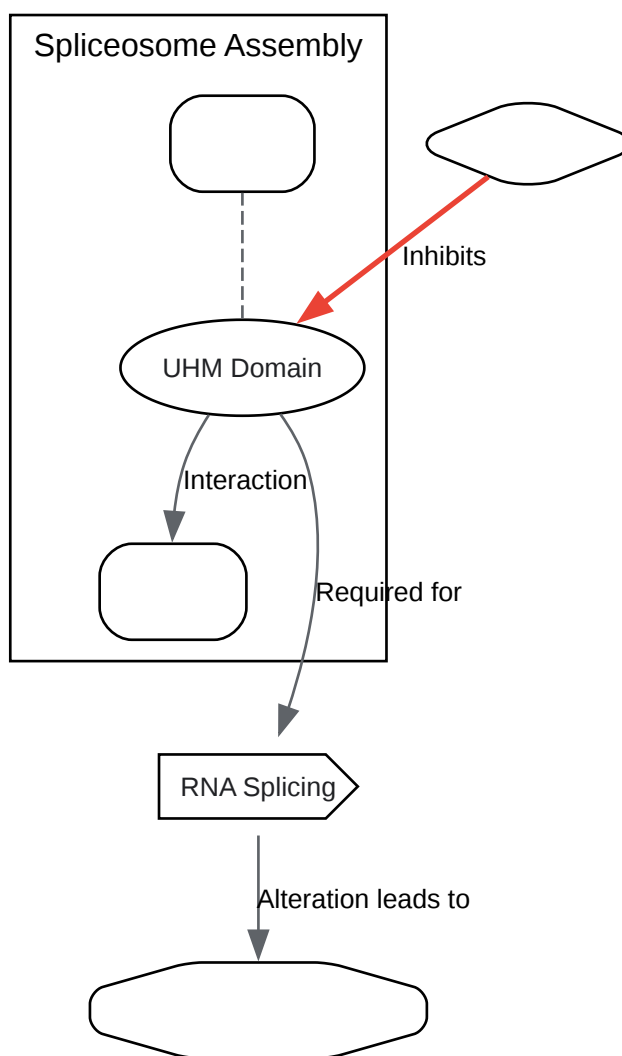 Spliceosome Assembly
Inhibits
UHM Domain
Interaction
Required for
RNA Splicing
Alteration leads to